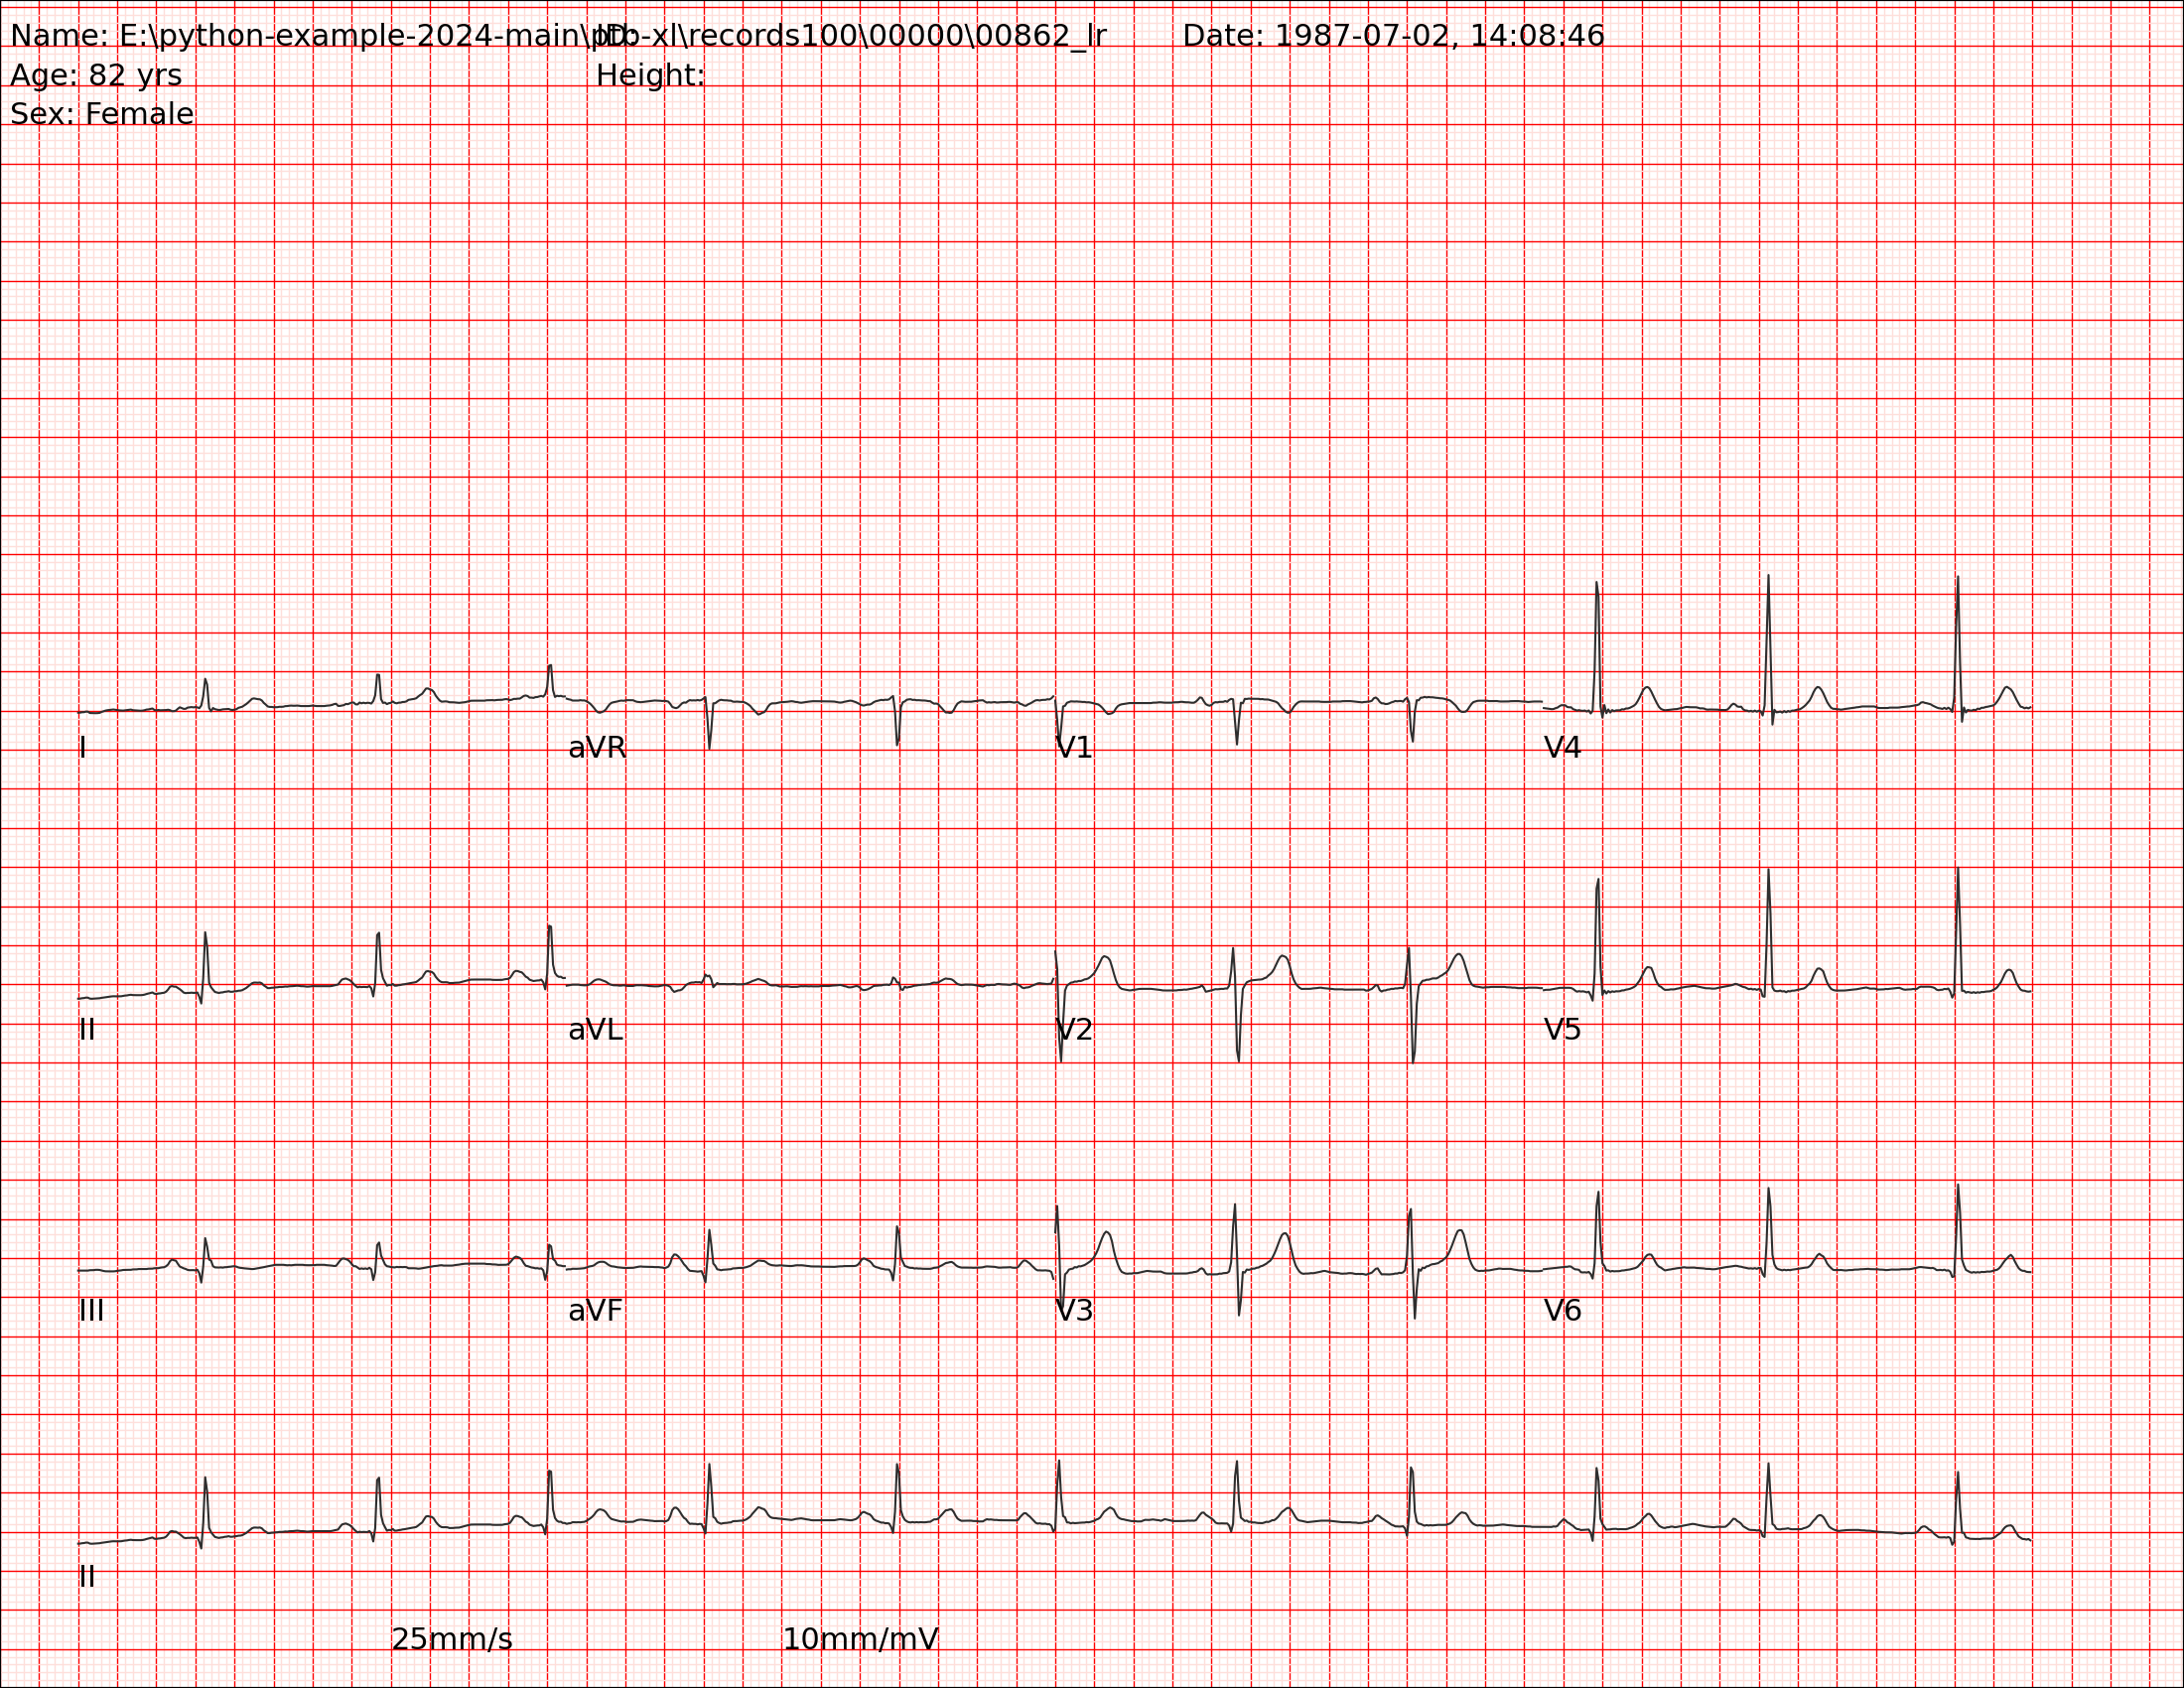 Name: E:\python-example-2024-main\ptb-xl\records100\00000\00862_lr ID: Date: 1987-07-02, 14:08:46
Age: 82 yrs Height:
Sex: Female
I aVR V1 V4
II aVL V2 V5
III aVF V3 V6
II
25mm/s 10mm/mV